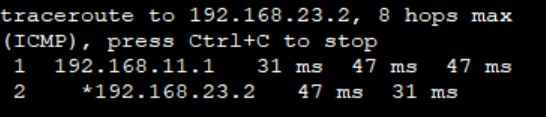 traceroute to 192.168.23.2, 8 hops max
(ICMP), press Ctrl+C to stop
1 192.168.11.1 31 ms 47 ms 47 ms
2 *192.168.23.2 47 ms 31 ms